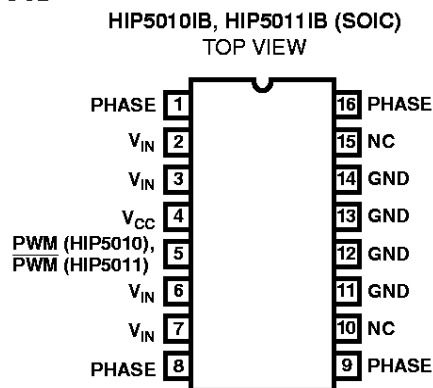 HIP5010IB, HIP5011IB (SOIC)
TOP VIEW
PHASE 1 16 PHASE
VIN 2 15 NC
VIN 3 14 GND
VCC 4 13 GND
PWM (HIP5010),
P̅W̅M̅ (HIP5011) 5 12 GND
VIN 6 11 GND
VIN 7 10 NC
PHASE 8 9 PHASE